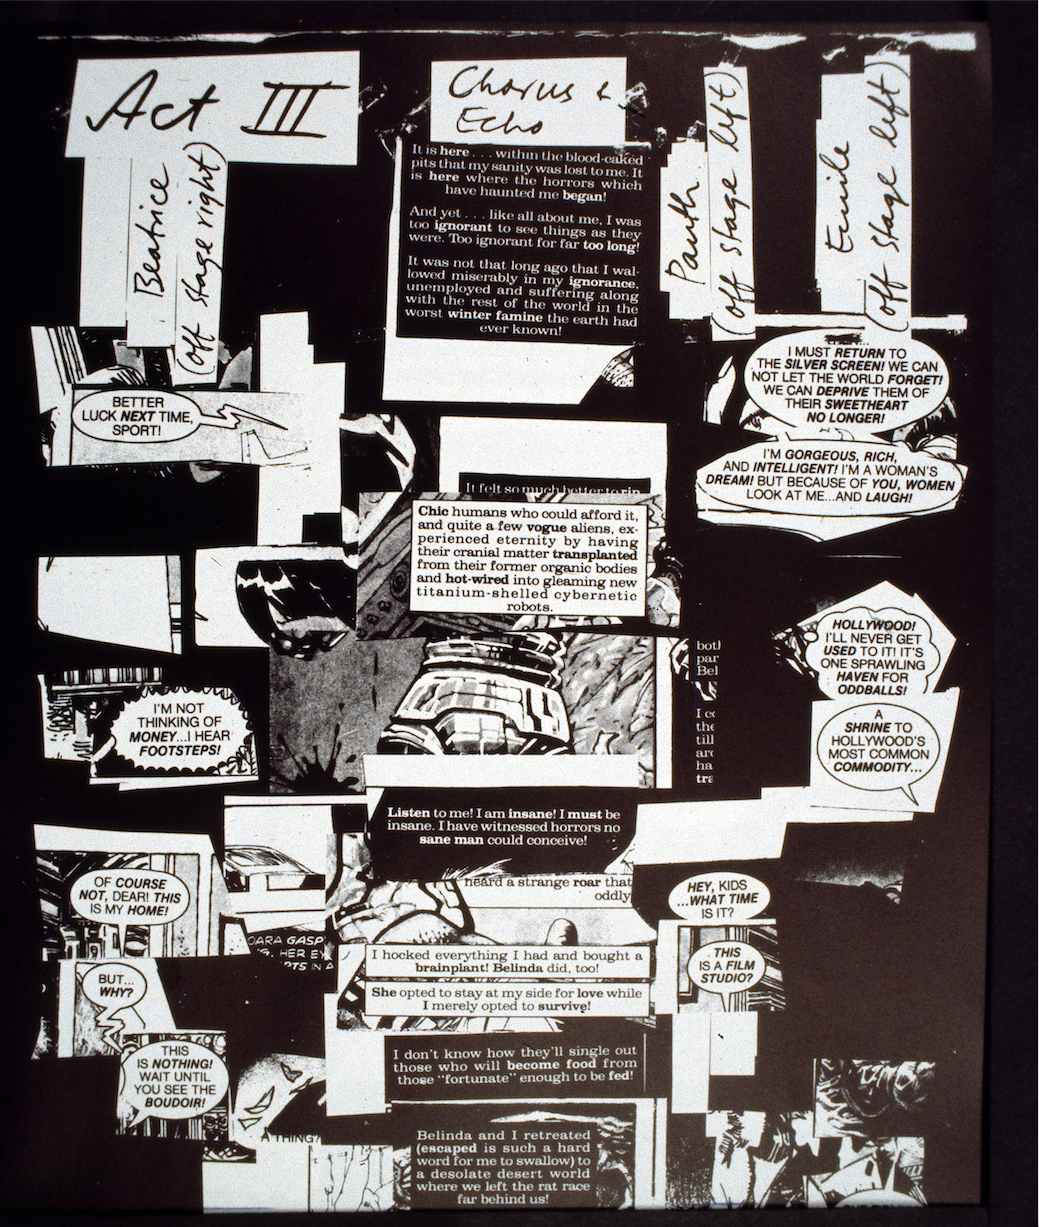 Act III
Beatrice
(off stage right)
Chorus &
Echo
Panth
(off stage left)
Emile
(off stage left)
It is here . . . within the blood-caked
pits that my sanity was lost to me. It
is here where the horrors which
have haunted me began!
And yet . . . like all about me, I was
too ignorant to see things as they
were. Too ignorant for far too long!
It was not that long ago that I wal-
lowed miserably in my ignorance,
unemployed and suffering along
with the rest of the world in the
worst winter famine the earth had
ever known!
BETTER
LUCK NEXT TIME,
SPORT!
I MUST RETURN TO
THE SILVER SCREEN! WE CAN
NOT LET THE WORLD FORGET!
WE CAN DEPRIVE THEM OF
THEIR SWEETHEART
NO LONGER!
I'M GORGEOUS, RICH,
AND INTELLIGENT! I'M A WOMAN'S
DREAM! BUT BECAUSE OF YOU, WOMEN
LOOK AT ME...AND LAUGH!
It felt so much better to rip
Chic humans who could afford it,
and quite a few vogue aliens, ex-
perienced eternity by having
their cranial matter transplanted
from their former organic bodies
and hot-wired into gleaming new
titanium-shelled cybernetic
robots.
HOLLYWOOD!
I'LL NEVER GET
USED TO IT! IT'S
ONE SPRAWLING
HAVEN FOR
ODDBALLS!
both
par
Bel
I co
the
till
arc
ha
tra
I'M NOT
THINKING OF
MONEY...I HEAR
FOOTSTEPS!
A
SHRINE TO
HOLLYWOOD'S
MOST COMMON
COMMODITY...
Listen to me! I am insane! I must be
insane. I have witnessed horrors no
sane man could conceive!
OF COURSE
NOT, DEAR! THIS
IS MY HOME!
heard a strange roar that
oddly
HEY, KIDS
...WHAT TIME
IS IT?
DARA GASP
HER EY
IN A
I hocked everything I had and bought a
brainplant! Belinda did, too!
THIS
IS A FILM
STUDIO?
BUT...
WHY?
She opted to stay at my side for love while
I merely opted to survive!
THIS
IS NOTHING!
WAIT UNTIL
YOU SEE THE
BOUDOIR!
I don't know how they'll single out
those who will become food from
those "fortunate" enough to be fed!
A THING?
Belinda and I retreated
(escaped is such a hard
word for me to swallow) to
a desolate desert world
where we left the rat race
far behind us!